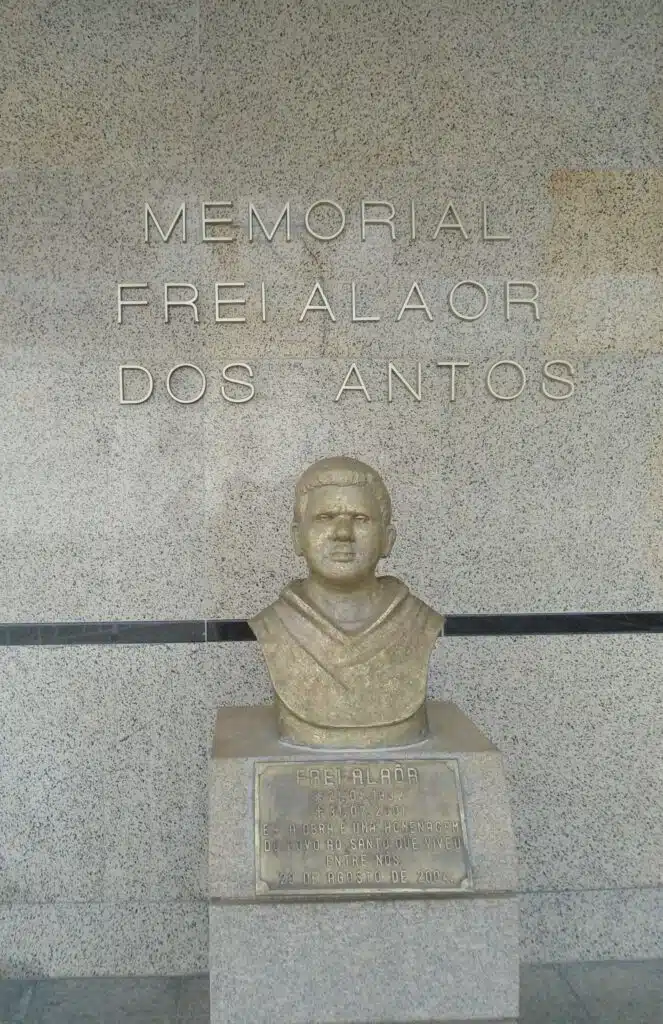 MEMORIAL
FREI ALAOR
DOS ANTOS
FREI ALAÔR
ES A OBRA É UMA HOMENAGEM
DO POVO AO SANTO QUE VIVEU
ENTRE NÓS.
DE AGOSTO DE